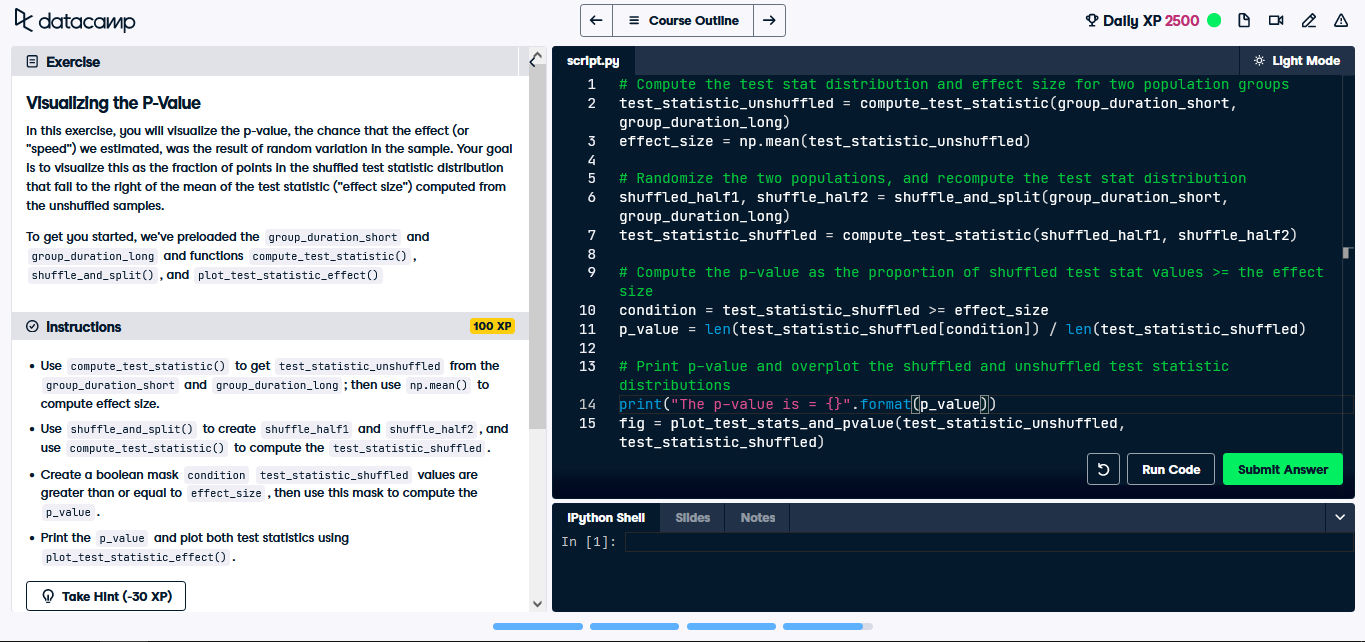 datacamp
Course Outline
Daily XP 2500
Exercise
Visualizing the P-Value
In this exercise, you will visualize the p-value, the chance that the effect (or
"speed") we estimated, was the result of random variation in the sample. Your goal
is to visualize this as the fraction of points in the shuffled test statistic distribution
that fall to the right of the mean of the test statistic ("effect size") computed from
the unshuffled samples.
To get you started, we've preloaded the group_duration_short and
group_duration_long and functions compute_test_statistic(),
shuffle_and_split(), and plot_test_statistic_effect()
Instructions
100 XP
• Use compute_test_statistic() to get test_statistic_unshuffled from the
group_duration_short and group_duration_long; then use np.mean() to
compute effect size.
• Use shuffle_and_split() to create shuffle_half1 and shuffle_half2, and
use compute_test_statistic() to compute the test_statistic_shuffled.
• Create a boolean mask condition test_statistic_shuffled values are
greater than or equal to effect_size, then use this mask to compute the
p_value.
• Print the p_value and plot both test statistics using
plot_test_statistic_effect().
Take Hint (-30 XP)
script.py
Light Mode
1 # Compute the test stat distribution and effect size for two population groups
2 test_statistic_unshuffled = compute_test_statistic(group_duration_short,
group_duration_long)
3 effect_size = np.mean(test_statistic_unshuffled)
4
5 # Randomize the two populations, and recompute the test stat distribution
6 shuffled_half1, shuffle_half2 = shuffle_and_split(group_duration_short,
group_duration_long)
7 test_statistic_shuffled = compute_test_statistic(shuffled_half1, shuffle_half2)
8
9 # Compute the p-value as the proportion of shuffled test stat values >= the effect
size
10 condition = test_statistic_shuffled >= effect_size
11 p_value = len(test_statistic_shuffled[condition]) / len(test_statistic_shuffled)
12
13 # Print p-value and overplot the shuffled and unshuffled test statistic
distributions
14 print("The p-value is = {}".format(p_value))
15 fig = plot_test_stats_and_pvalue(test_statistic_unshuffled,
test_statistic_shuffled)
Run Code
Submit Answer
IPython Shell
Slides
Notes
In [1]: